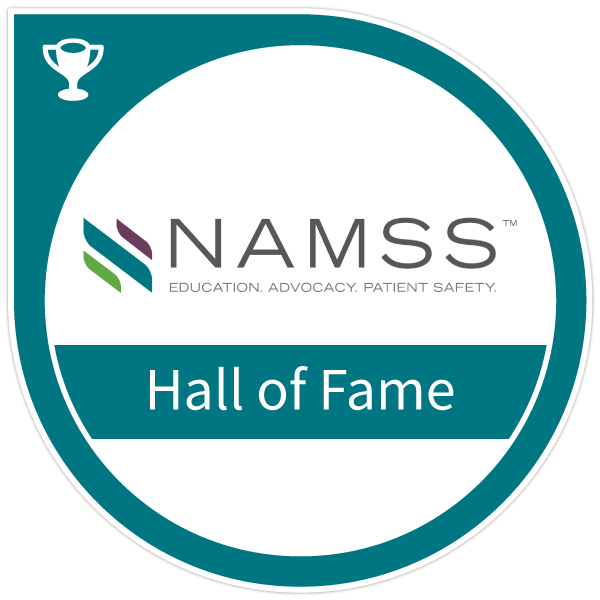 NAMSS™
EDUCATION. ADVOCACY. PATIENT SAFETY.
Hall of Fame